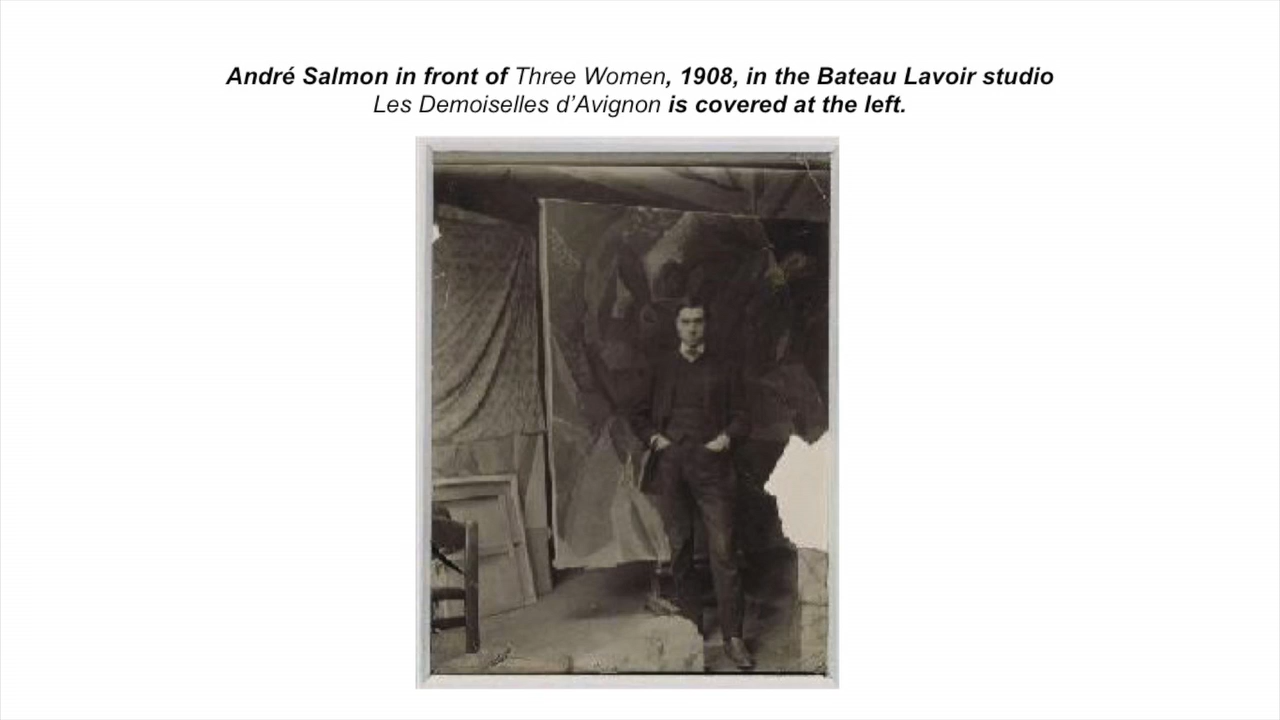 André Salmon in front of Three Women, 1908, in the Bateau Lavoir studio
Les Demoiselles d’Avignon is covered at the left.